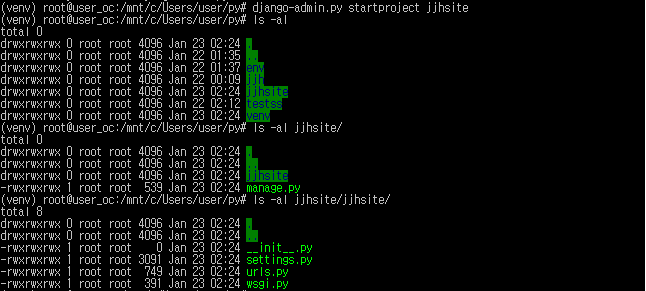 (venv) root@user_oc:/mnt/c/Users/user/py# django-admin.py startproject jjhsite
(venv) root@user_oc:/mnt/c/Users/user/py# ls -al
total 0
drwxrwxrwx 0 root root 4096 Jan 23 02:24 .
drwxrwxrwx 0 root root 4096 Jan 22 01:35 ..
drwxrwxrwx 0 root root 4096 Jan 22 01:37 env
drwxrwxrwx 0 root root 4096 Jan 22 00:09 jjh
drwxrwxrwx 0 root root 4096 Jan 23 02:24 jjhsite
drwxrwxrwx 0 root root 4096 Jan 22 02:12 testss
drwxrwxrwx 0 root root 4096 Jan 23 02:24 venv
(venv) root@user_oc:/mnt/c/Users/user/py# ls -al jjhsite/
total 0
drwxrwxrwx 0 root root 4096 Jan 23 02:24 .
drwxrwxrwx 0 root root 4096 Jan 23 02:24 ..
drwxrwxrwx 0 root root 4096 Jan 23 02:24 jjhsite
-rwxrwxrwx 1 root root 539 Jan 23 02:24 manage.py
(venv) root@user_oc:/mnt/c/Users/user/py# ls -al jjhsite/jjhsite/
total 8
drwxrwxrwx 0 root root 4096 Jan 23 02:24 .
drwxrwxrwx 0 root root 4096 Jan 23 02:24 ..
-rwxrwxrwx 1 root root 0 Jan 23 02:24 __init__.py
-rwxrwxrwx 1 root root 3091 Jan 23 02:24 settings.py
-rwxrwxrwx 1 root root 749 Jan 23 02:24 urls.py
-rwxrwxrwx 1 root root 391 Jan 23 02:24 wsgi.py